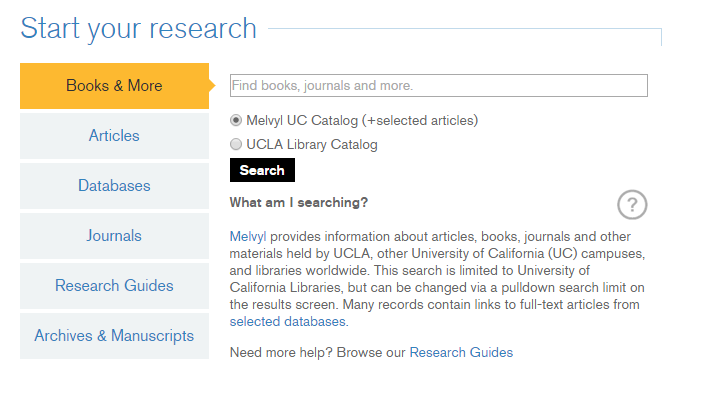 Start your research
Books & More
Articles
Databases
Journals
Research Guides
Archives & Manuscripts
Find books, journals and more.
Melvyl UC Catalog (+selected articles)
UCLA Library Catalog
Search
What am I searching?
?
Melvyl provides information about articles, books, journals and other
materials held by UCLA, other University of California (UC) campuses,
and libraries worldwide. This search is limited to University of
California Libraries, but can be changed via a pulldown search limit on
the results screen. Many records contain links to full-text articles from
selected databases.
Need more help? Browse our Research Guides